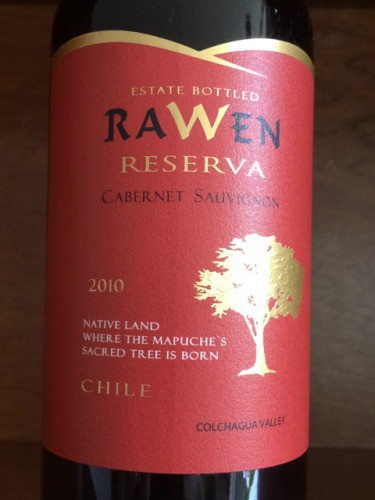 ESTATE BOTTLED
RAWEN
RESERVA
CABERNET SAUVIGNON
2010
NATIVE LAND
WHERE THE MAPUCHE`S
SACRED TREE IS BORN
CHILE
COLCHAGUA VALLEY